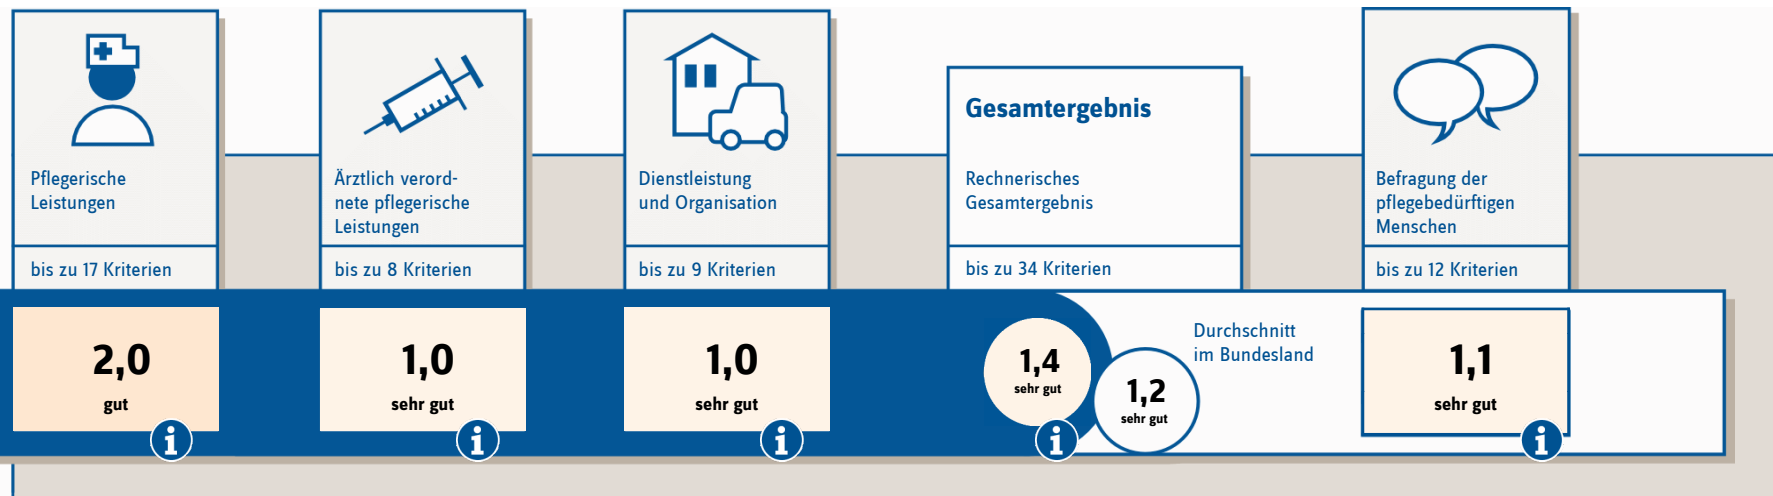 Pflegerische
Leistungen
bis zu 17 Kriterien
2,0
gut
Ärztlich verord-
nete pflegerische
Leistungen
bis zu 8 Kriterien
1,0
sehr gut
Dienstleistung
und Organisation
bis zu 9 Kriterien
1,0
sehr gut
Gesamtergebnis
Rechnerisches
Gesamtergebnis
bis zu 34 Kriterien
1,4
sehr gut
1,2
sehr gut
Durchschnitt
im Bundesland
Befragung der
pflegebedürftigen
Menschen
bis zu 12 Kriterien
1,1
sehr gut